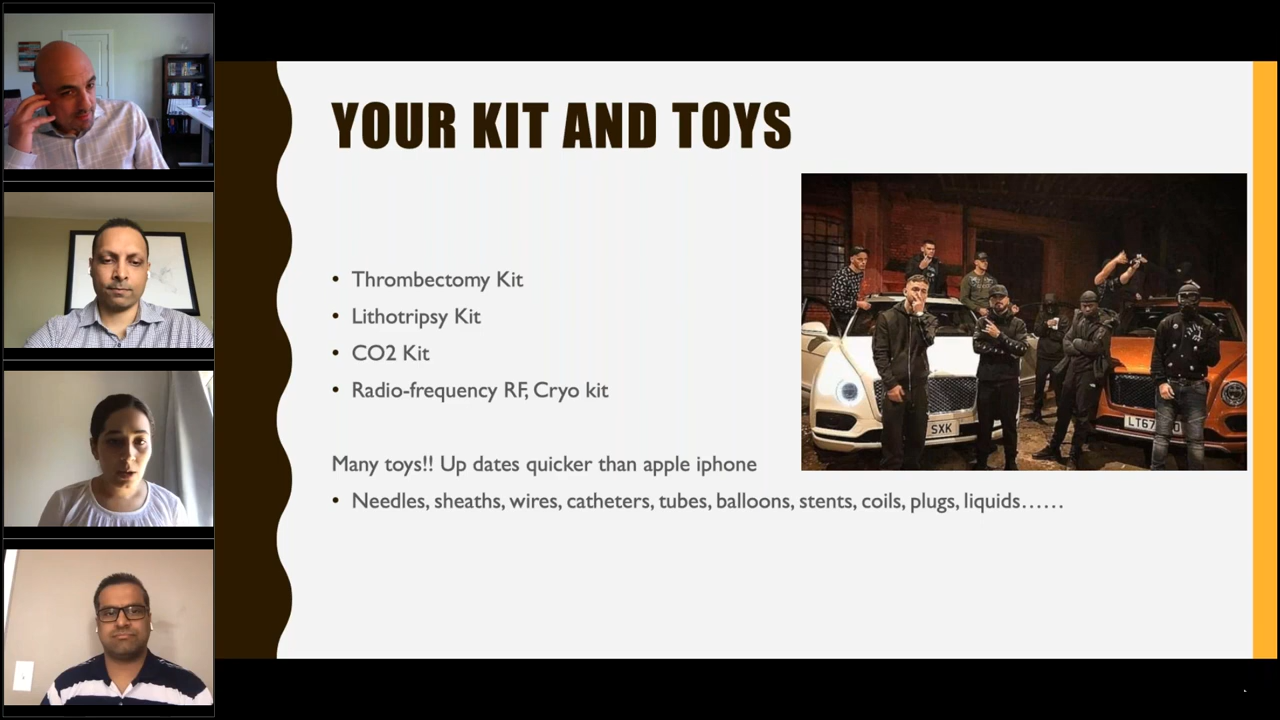 YOUR KIT AND TOYS
• Thrombectomy Kit
• Lithotripsy Kit
• CO2 Kit
• Radio-frequency RF, Cryo kit
Many toys!! Up dates quicker than apple iphone
• Needles, sheaths, wires, catheters, tubes, balloons, stents, coils, plugs, liquids……
SXK